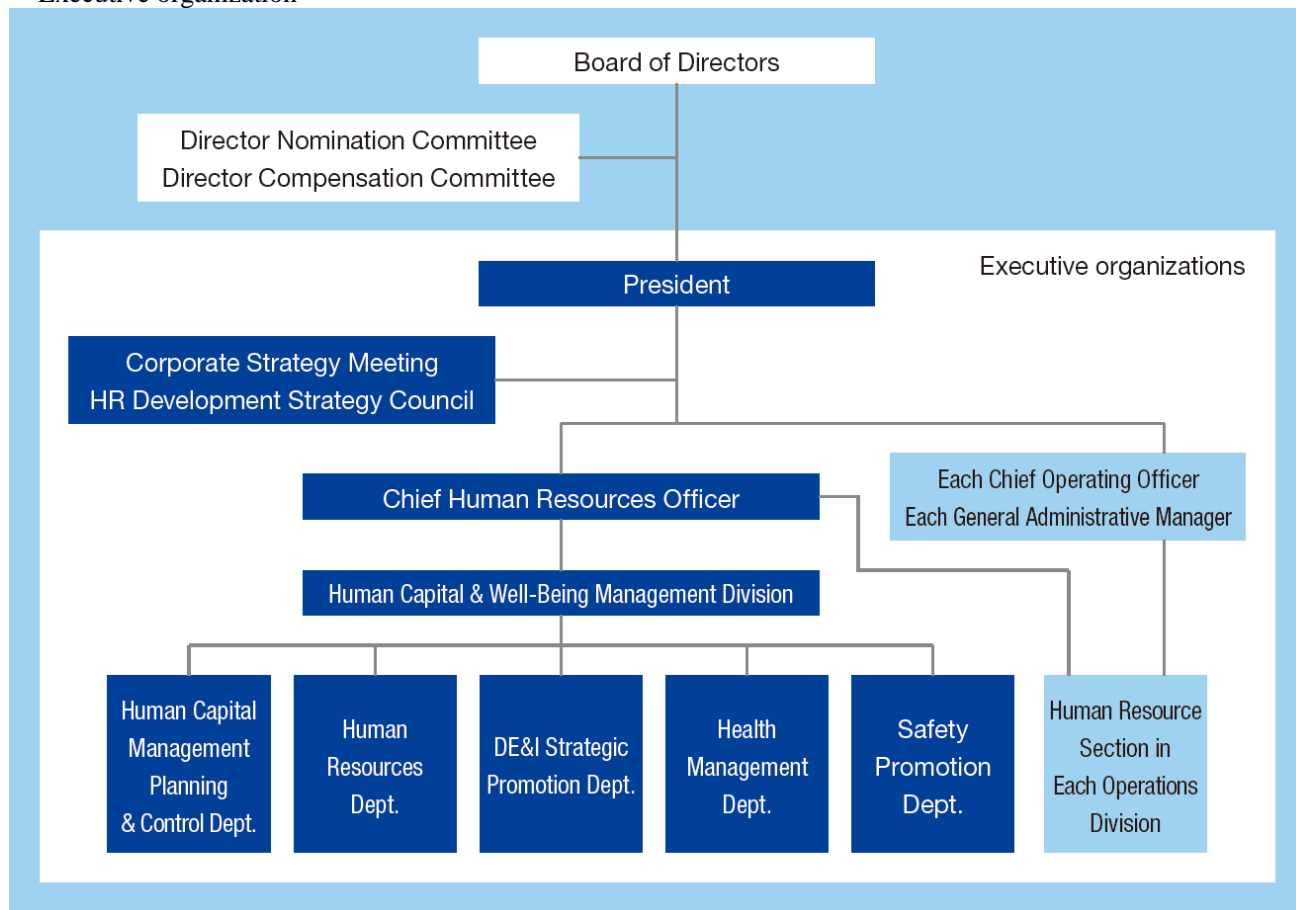 Executive organization
Board of Directors
Director Nomination Committee
Director Compensation Committee
Executive organizations
President
Corporate Strategy Meeting
HR Development Strategy Council
Each Chief Operating Officer
Each General Administrative Manager
Chief Human Resources Officer
Human Capital & Well-Being Management Division
Human Capital
Management
Planning
& Control Dept.
Human
Resources
Dept.
DE&I Strategic
Promotion Dept.
Health
Management
Dept.
Safety
Promotion
Dept.
Human Resource
Section in
Each Operations
Division